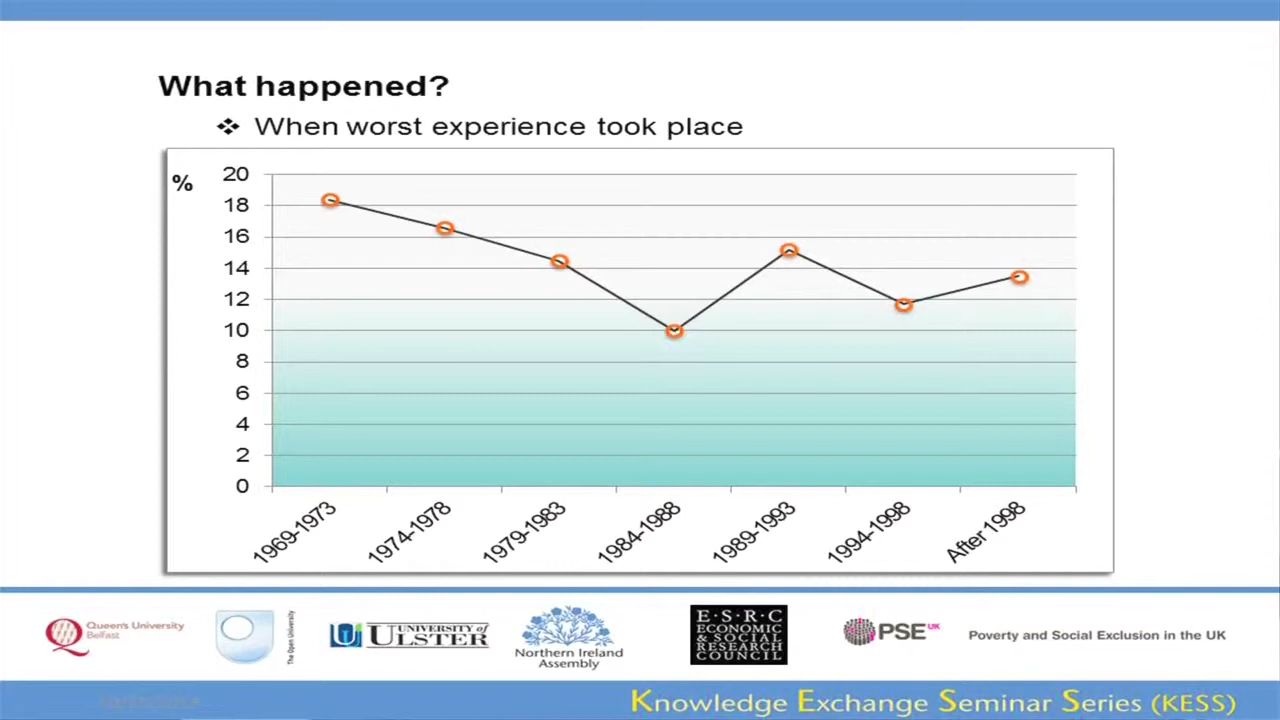 What happened?
❖ When worst experience took place
%
20
18
16
14
12
10
8
6
4
2
0
1969-1973
1974-1978
1979-1983
1984-1988
1989-1993
1994-1998
After 1998
Queen's University
Belfast
The Open University
UNIVERSITY of
ULSTER
Northern Ireland
Assembly
E·S·R·C
ECONOMIC
& SOCIAL
RESEARCH
COUNCIL
PSE UK
Poverty and Social Exclusion in the UK
Knowledge Exchange Seminar Series (KESS)